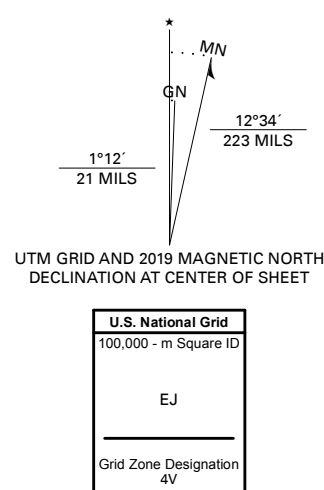 ★
MN
GN
12°34´
223 MILS
1°12´
21 MILS
UTM GRID AND 2019 MAGNETIC NORTH
DECLINATION AT CENTER OF SHEET
U.S. National Grid
100,000 - m Square ID
EJ
Grid Zone Designation
4V